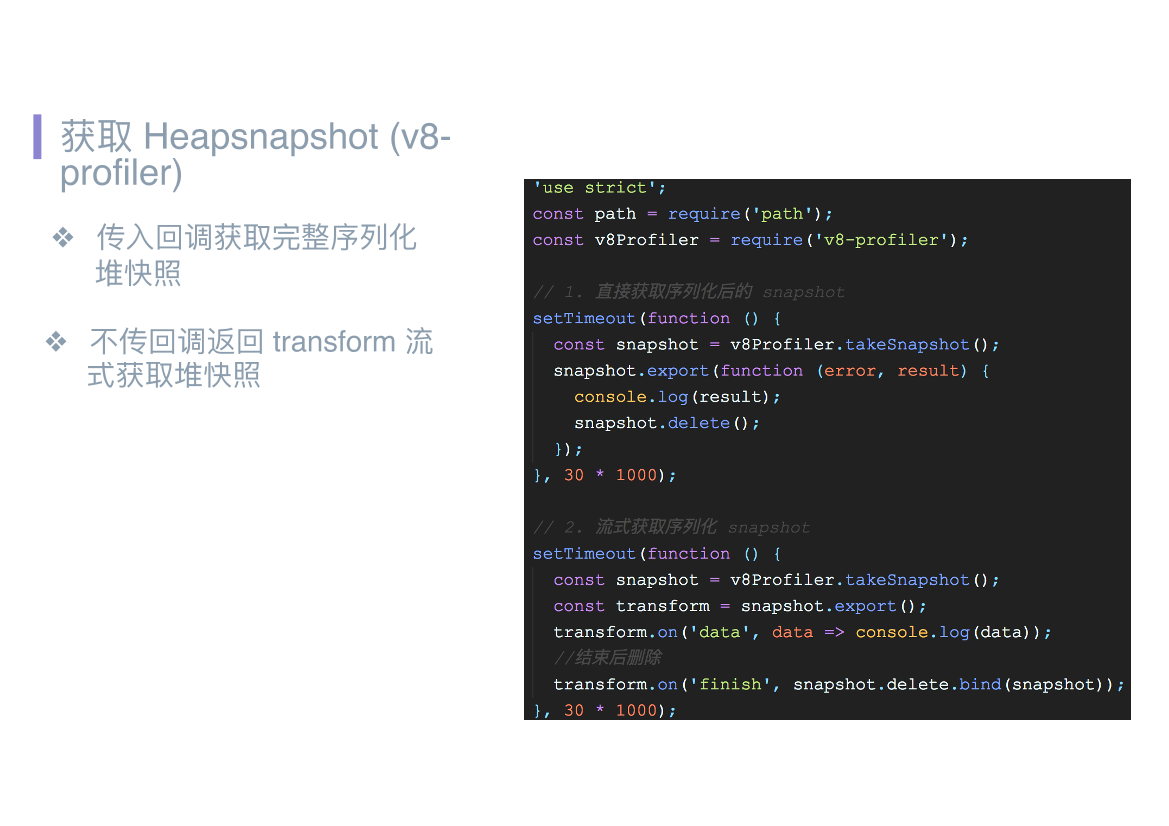 获取 Heapsnapshot (v8-
profiler)
❖ 传入回调获取完整序列化
堆快照
❖ 不传回调返回 transform 流
式获取堆快照
'use strict';
const path = require('path');
const v8Profiler = require('v8-profiler');
// 1. 直接获取序列化后的 snapshot
setTimeout(function () {
  const snapshot = v8Profiler.takeSnapshot();
  snapshot.export(function (error, result) {
    console.log(result);
    snapshot.delete();
  });
}, 30 * 1000);
// 2. 流式获取序列化 snapshot
setTimeout(function () {
  const snapshot = v8Profiler.takeSnapshot();
  const transform = snapshot.export();
  transform.on('data', data => console.log(data));
  //结束后删除
  transform.on('finish', snapshot.delete.bind(snapshot));
}, 30 * 1000);